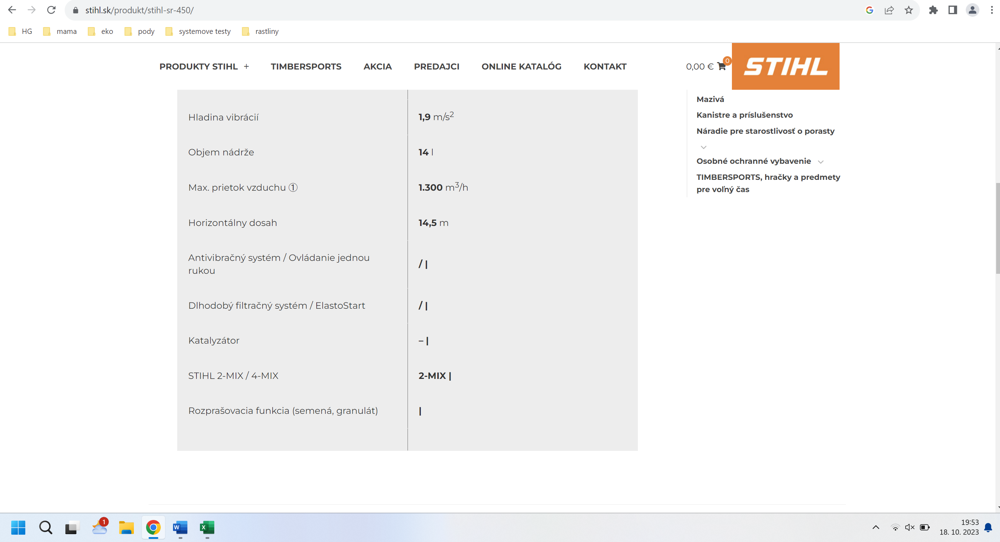 stihl.sk/produkt/stihl-sr-450/
HG mama eko pody systemove testy rastliny
PRODUKTY STIHL + TIMBERSPORTS AKCIA PREDAJCI ONLINE KATALÓG KONTAKT 0,00 € 0 STIHL
Hladina vibrácií 1,9 m/s²
Objem nádrže 14 l
Max. prietok vzduchu ① 1.300 m³/h
Horizontálny dosah 14,5 m
Antivibračný systém / Ovládanie jednou
rukou / |
Dlhodobý filtračný systém / ElastoStart / |
Katalyzátor – |
STIHL 2-MIX / 4-MIX 2-MIX |
Rozprašovacia funkcia (semená, granulát) |
Mazivá
Kanistre a príslušenstvo
Náradie pre starostlivosť o porasty
Osobné ochranné vybavenie
TIMBERSPORTS, hračky a predmety
pre voľný čas
1
W
X
19:53
18. 10. 2023